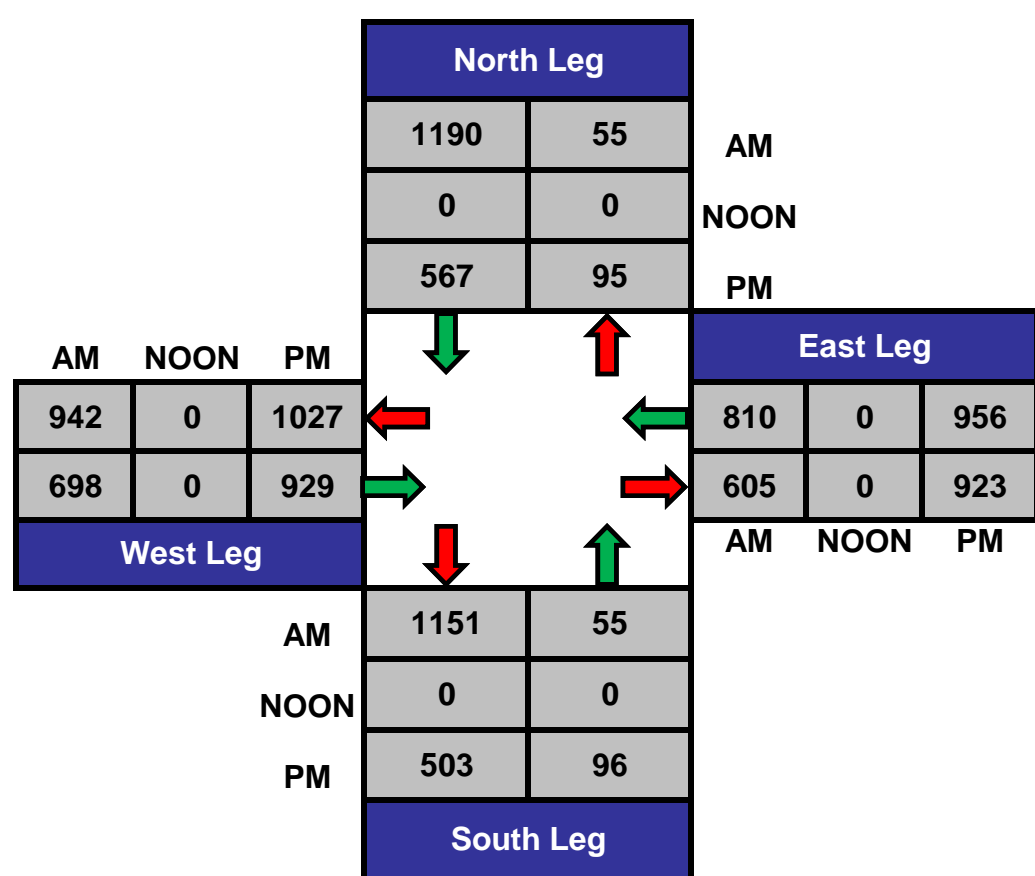 North Leg
1190 55 AM
0 0 NOON
567 95 PM
AM NOON PM East Leg
942 0 1027 810 0 956
698 0 929 605 0 923
West Leg AM NOON PM
AM 1151 55
NOON 0 0
PM 503 96
South Leg